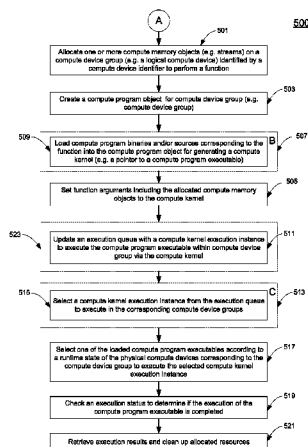 A
500
501
Allocate one or more compute memory objects (e.g. streams) on a
compute device group (e.g. a logical compute device) identified by a
compute device identifier to perform a function
503
Create a compute program object for compute device group (e.g.
compute device)
509
B
507
Load compute program binaries and/or sources corresponding to the
function into the compute program object for generating a compute
kernel (e.g. a pointer to a compute program executable)
505
Set function arguments including the allocated compute memory
objects to the compute kernel
523
511
Update an execution queue with a compute kernel execution instance
to execute the compute program executable within compute device
group via the compute kernel
515
C
513
Select a compute kernel execution instance from the execution queue
to execute in the corresponding compute device groups
517
Select one of the loaded compute program executables according to
a runtime state of the physical compute devices corresponding to the
compute device group to execute the selected compute kernel
execution instance
519
Check an execution status to determine if the execution of the
compute program executable is completed
521
Retrieve execution results and clean up allocated resources